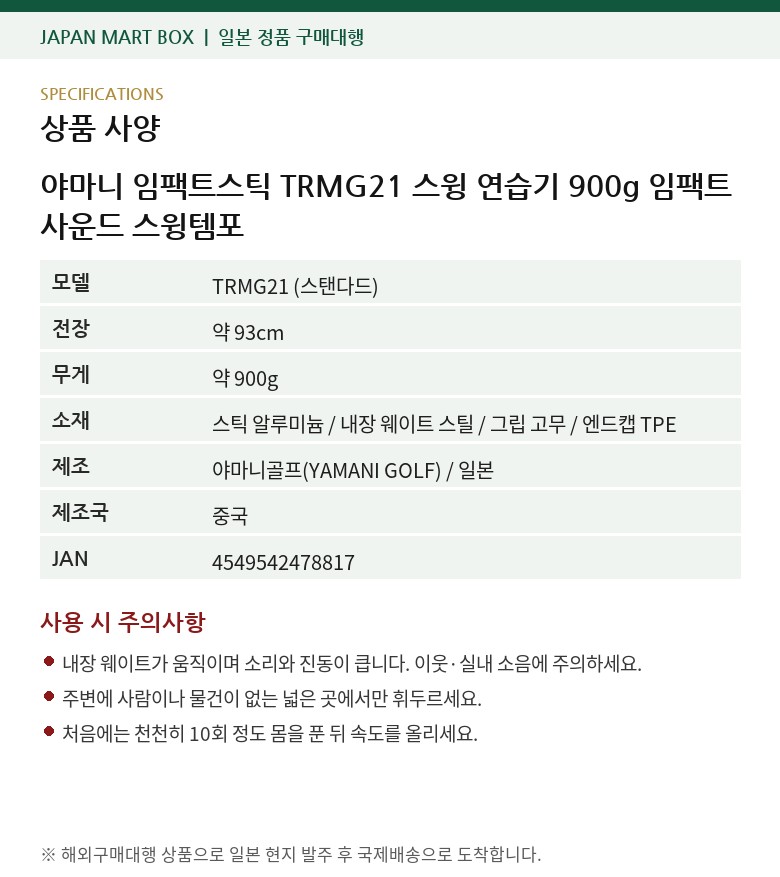 JAPAN MART BOX | 일본 정품 구매대행
SPECIFICATIONS
상품 사양
야마니 임팩트스틱 TRMG21 스윙 연습기 900g 임팩트
사운드 스윙템포
모델 TRMG21 (스탠다드)
전장 약 93cm
무게 약 900g
소재 스틱 알루미늄 / 내장 웨이트 스틸 / 그립 고무 / 엔드캡 TPE
제조 야마니골프(YAMANI GOLF) / 일본
제조국 중국
JAN 4549542478817
사용 시 주의사항
● 내장 웨이트가 움직이며 소리와 진동이 큽니다. 이웃·실내 소음에 주의하세요.
● 주변에 사람이나 물건이 없는 넓은 곳에서만 휘두르세요.
● 처음에는 천천히 10회 정도 몸을 푼 뒤 속도를 올리세요.
※ 해외구매대행 상품으로 일본 현지 발주 후 국제배송으로 도착합니다.